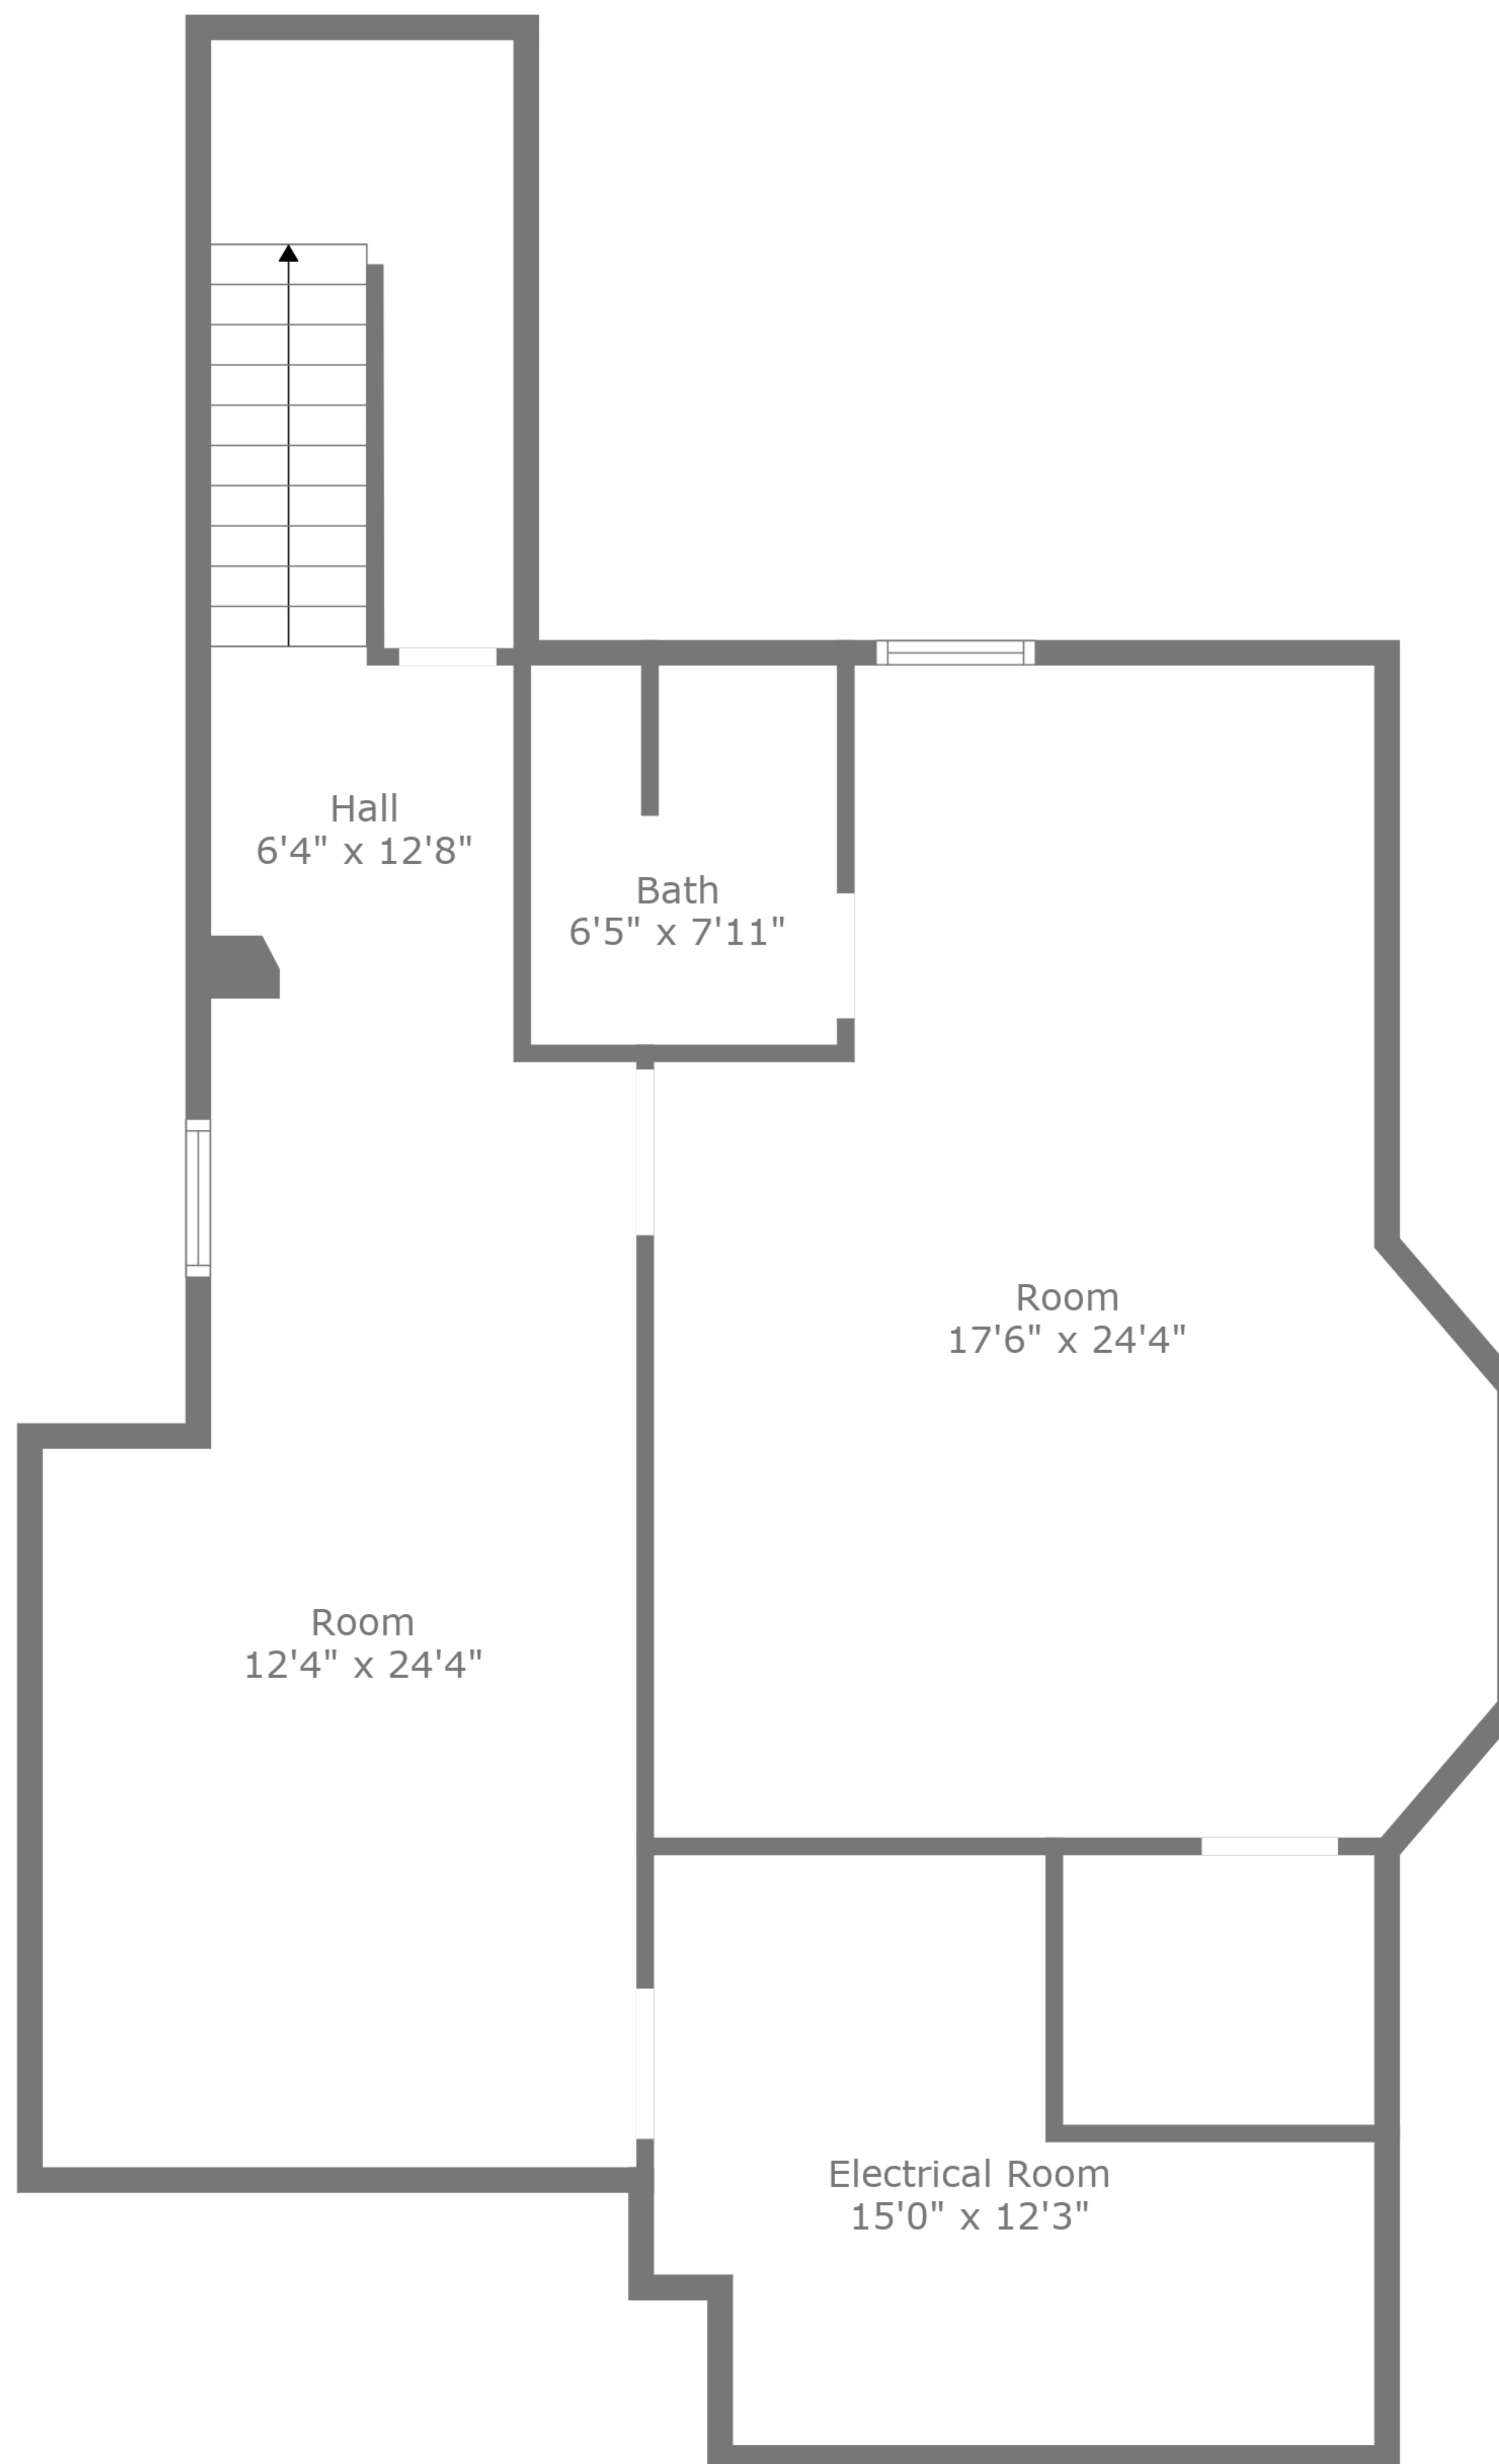 Hall
6'4" x 12'8"
Bath
6'5" x 7'11"
Room
17'6" x 24'4"
Room
12'4" x 24'4"
Electrical Room
15'0" x 12'3"